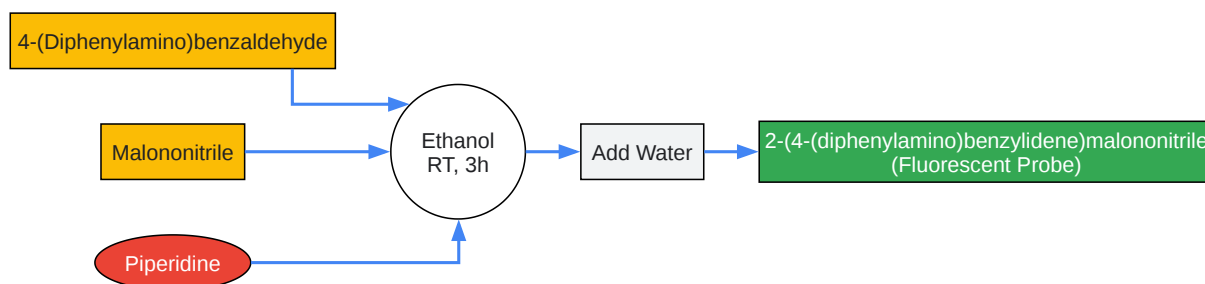 4-(Diphenylamino)benzaldehyde
Malononitrile
Piperidine
Ethanol
RT, 3h
Add Water
2-(4-(diphenylamino)benzylidene)malononitrile
(Fluorescent Probe)